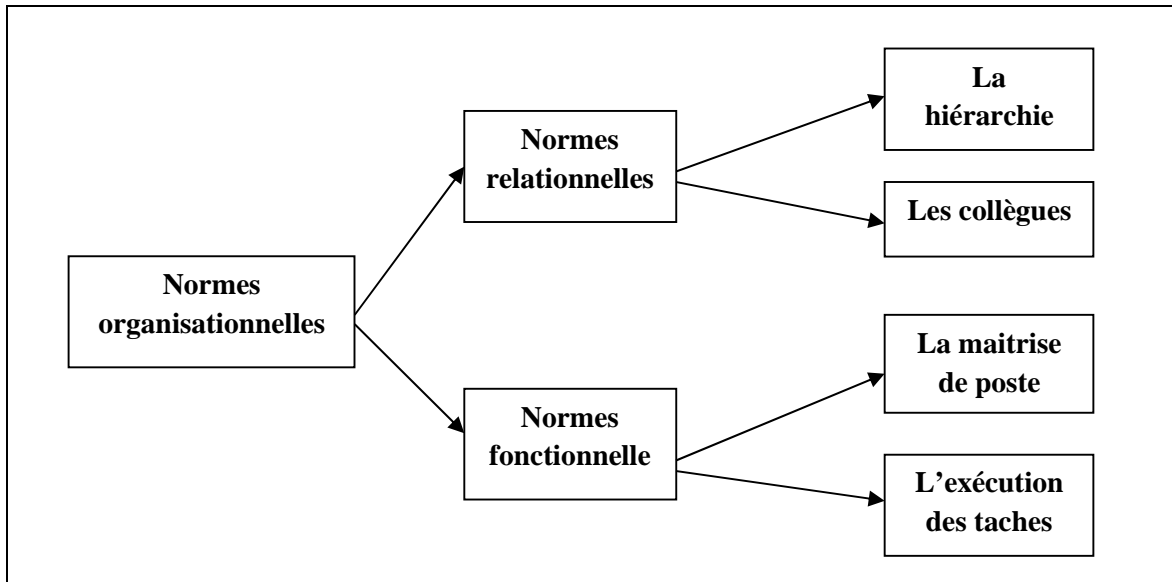 La
hiérarchie
Normes
relationnelles
Les collègues
Normes
organisationnelles
La maitrise
de poste
Normes
fonctionnelle
L’exécution
des taches